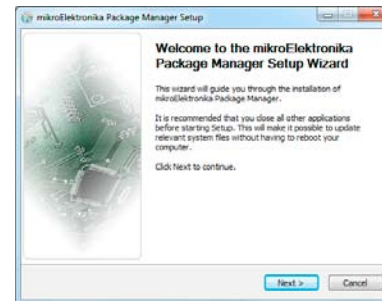 mikroElektronika Package Manager Setup
Welcome to the mikroElektronika
Package Manager Setup Wizard
This wizard will guide you through the installation of
mikroElektronika Package Manager.
It is recommended that you close all other applications
before starting Setup. This will make it possible to update
relevant system files without having to reboot your
computer.
Click Next to continue.
Next >
Cancel